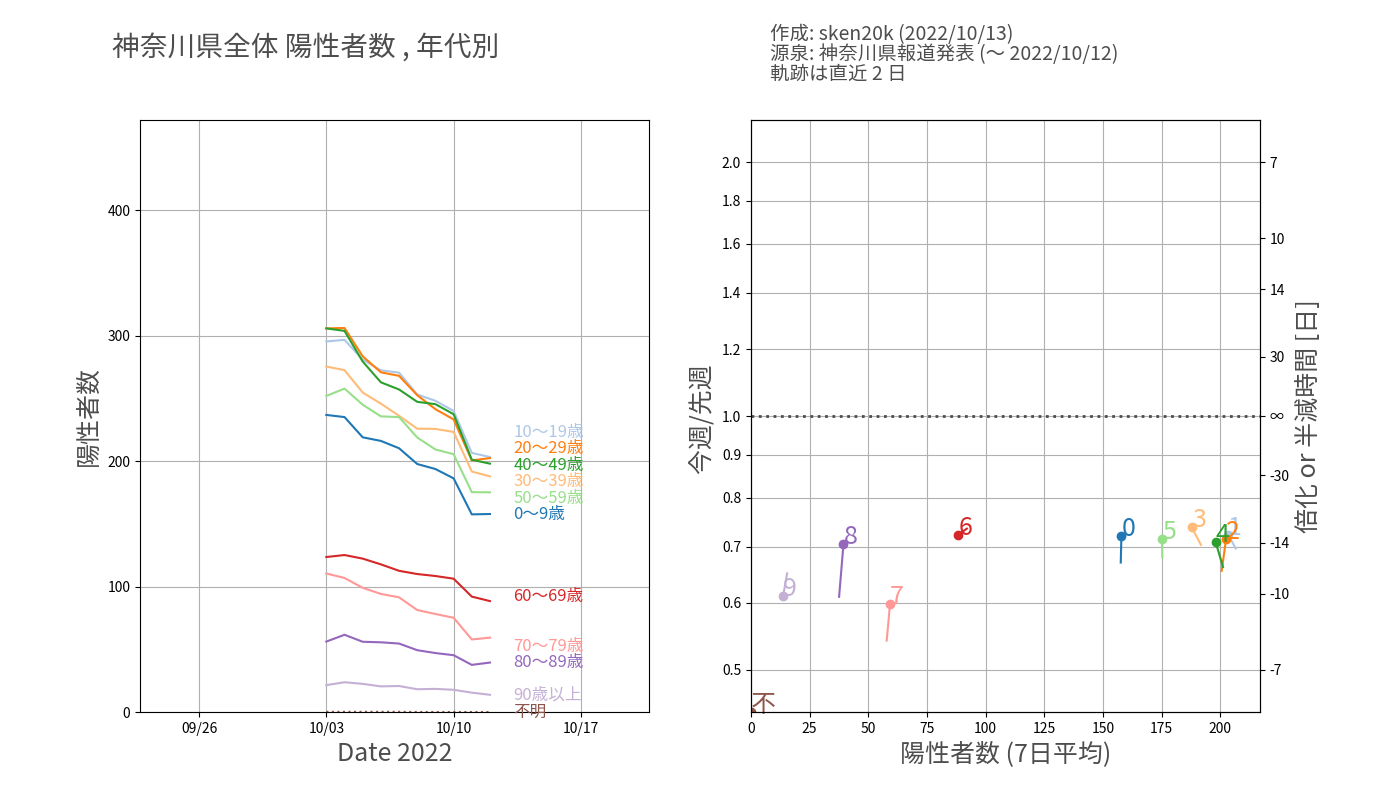 神奈川県全体 陽性者数 , 年代別
作成: sken20k (2022/10/13)
源泉: 神奈川県報道発表 (〜 2022/10/12)
軌跡は直近 2 日
陽性者数
400
300
200
100
0
10〜19歳
20〜29歳
40〜49歳
30〜39歳
50〜59歳
0〜9歳
60〜69歳
70〜79歳
80〜89歳
90歳以上
不明
09/26 10/03 10/10 10/17
Date 2022
今週/先週
2.0
1.8
1.6
1.4
1.2
1.0
0.9
0.8
0.7
0.6
0.5
3
0
5
4
2
1
6
8
9
7
不
7
10
14
30
∞
-30
-14
-10
-7
倍化 or 半減時間 [日]
0 25 50 75 100 125 150 175 200
陽性者数 (7日平均)